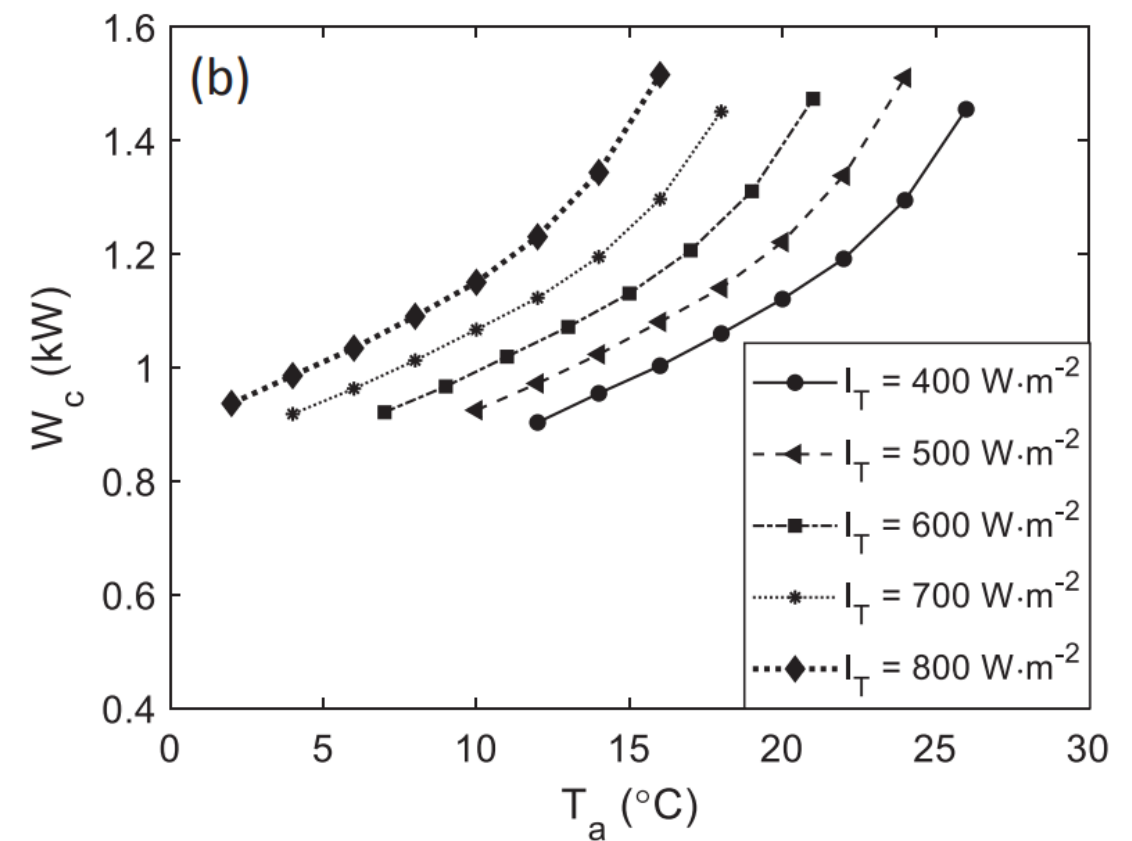 (b)
1.6
1.4
1.2
1
0.8
0.6
0.4
W_c (kW)
0 5 10 15 20 25 30
T_a (°C)
I_T = 400 W·m^-2
I_T = 500 W·m^-2
I_T = 600 W·m^-2
I_T = 700 W·m^-2
I_T = 800 W·m^-2